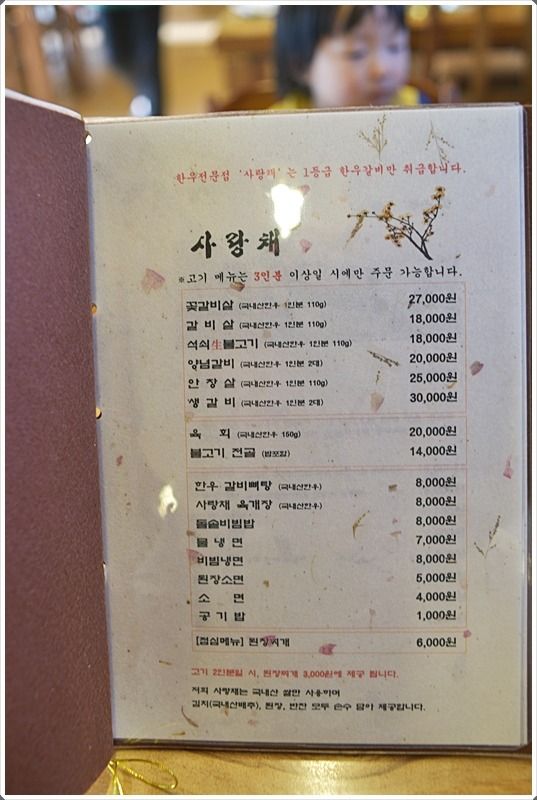 한우전문점 '사랑채'는 1등급 한우갈비만 취급합니다.
사랑채
※고기 메뉴는 3인분 이상일 시에만 주문 가능합니다.
꽃갈비살 (국내산한우 1인분 110g) 27,000원
갈비살 (국내산한우 1인분 110g) 18,000원
석쇠生불고기 (국내산한우 1인분 110g) 18,000원
양념갈비 (국내산한우 1인분 2대) 20,000원
안창살 (국내산한우 1인분 110g) 25,000원
생갈비 (국내산한우 1인분 2대) 30,000원
육 회 (국내산한우 150g) 20,000원
불고기 전골 (밥포함) 14,000원
한우 갈비뼈탕 (국내산한우) 8,000원
사랑채 육개장 (국내산한우) 8,000원
돌솥비빔밥 8,000원
물냉면 7,000원
비빔냉면 8,000원
된장소면 5,000원
소 면 4,000원
공기밥 1,000원
[점심메뉴] 된장찌개 6,000원
고기 2인분일 시, 된장찌개 3,000원에 제공 됩니다.
저희 사랑채는 국내산 쌀만 사용하며
김치(국내산배추), 된장, 반찬 모두 손수 담아 제공합니다.